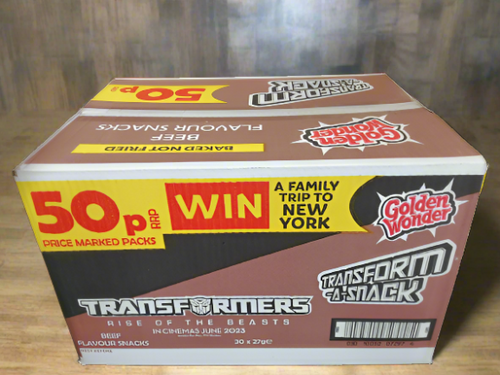 50p
TRANSFORM
-A-SNACK
Golden
Wonder
BEEF
FLAVOUR SNACKS
BAKED NOT FRIED
50p RRP
PRICE MARKED PACKS
WIN
A FAMILY
TRIP TO
NEW
YORK
Golden
Wonder
TRANSFORM
-A-SNACK
TRANSFORMERS
RISE OF THE BEASTS
IN CINEMAS JUNE 2023
BEEF
FLAVOUR SNACKS
30 x 27g e